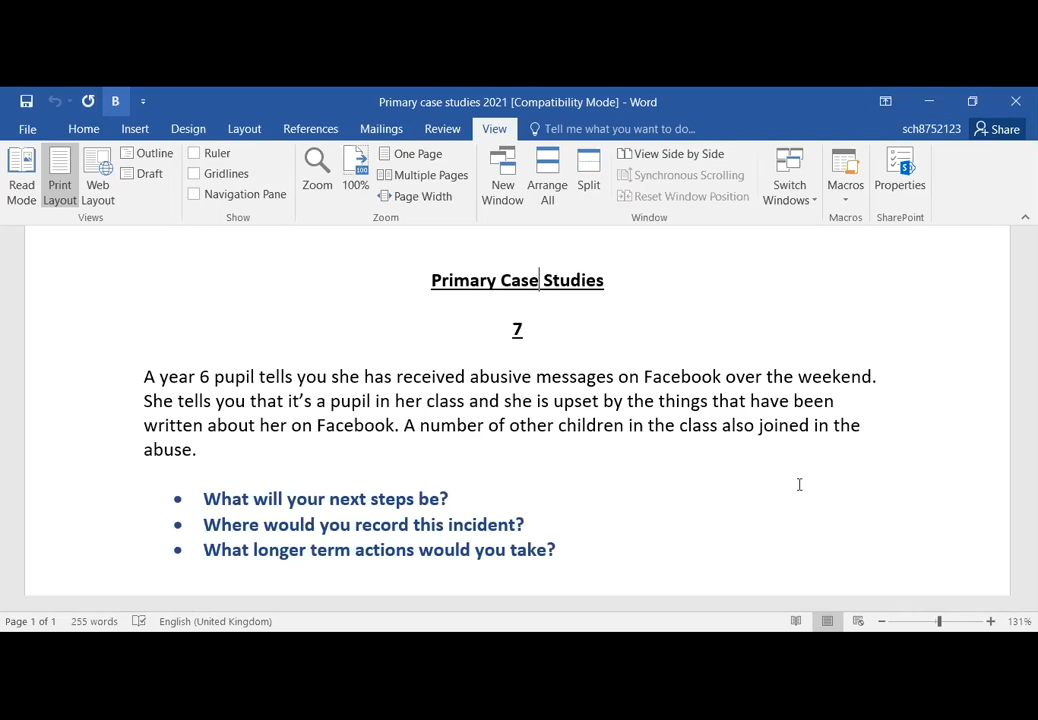 B
Primary case studies 2021 [Compatibility Mode] - Word
File Home Insert Design Layout References Mailings Review View Tell me what you want to do... sch8752123 Share
Read Mode
Print Layout
Web Layout
Outline
Draft
Views
Ruler
Gridlines
Navigation Pane
Show
Zoom
100
100%
One Page
Multiple Pages
Page Width
Zoom
New Window
Arrange All
Split
View Side by Side
Synchronous Scrolling
Reset Window Position
Window
Switch Windows
Macros
Macros
Properties
SharePoint
Primary Case Studies
7
A year 6 pupil tells you she has received abusive messages on Facebook over the weekend.
She tells you that it’s a pupil in her class and she is upset by the things that have been
written about her on Facebook. A number of other children in the class also joined in the
abuse.
• What will your next steps be?
• Where would you record this incident?
• What longer term actions would you take?
Page 1 of 1 255 words English (United Kingdom) 131%